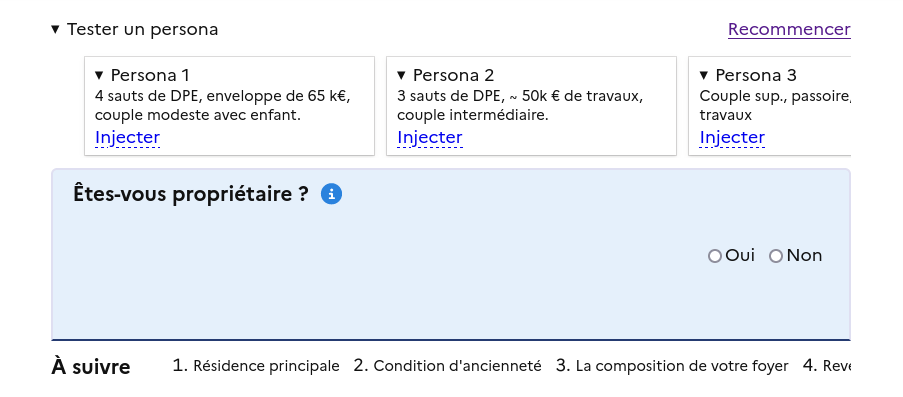 Tester un persona
Recommencer
Persona 1
4 sauts de DPE, enveloppe de 65 k€,
couple modeste avec enfant.
Injecter
Persona 2
3 sauts de DPE, ~ 50k € de travaux,
couple intermédiaire.
Injecter
Persona 3
Couple sup., passoire,
travaux
Injecter
Êtes-vous propriétaire ?
Oui
Non
À suivre
1. Résidence principale 2. Condition d'ancienneté 3. La composition de votre foyer 4.